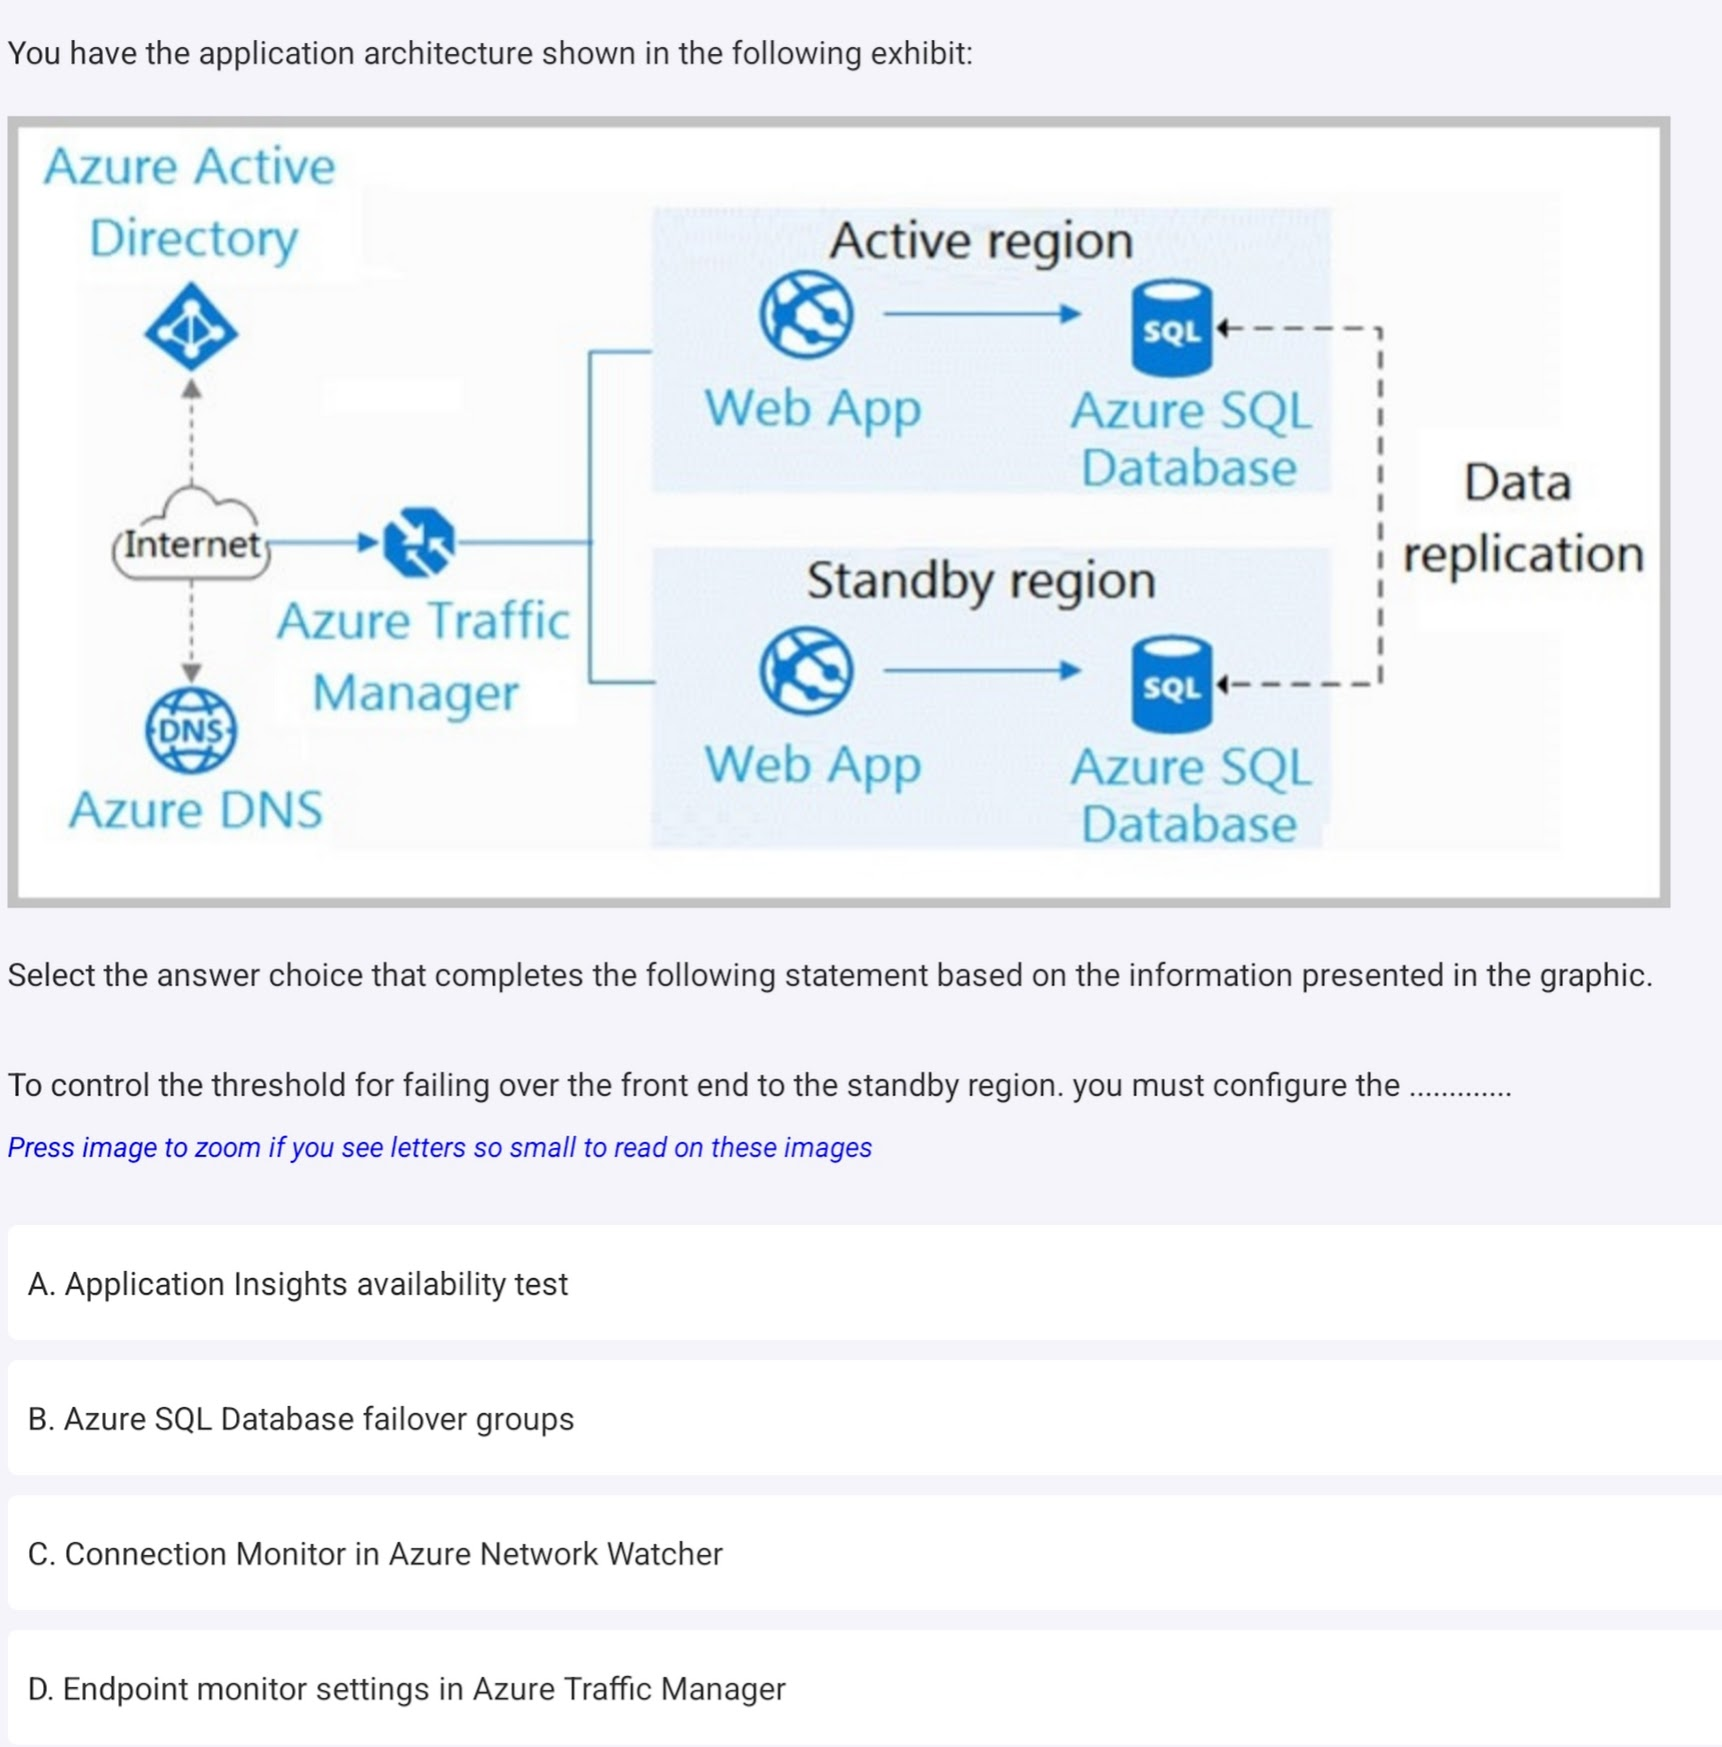 You have the application architecture shown in the following exhibit:
Azure Active
Directory
Active region
SQL
Web App
Azure SQL
Database
Data
replication
Internet
Azure Traffic
Manager
Standby region
SQL
DNS
Web App
Azure SQL
Database
Azure DNS
Select the answer choice that completes the following statement based on the information presented in the graphic.
To control the threshold for failing over the front end to the standby region. you must configure the .............
Press image to zoom if you see letters so small to read on these images
A. Application Insights availability test
B. Azure SQL Database failover groups
C. Connection Monitor in Azure Network Watcher
D. Endpoint monitor settings in Azure Traffic Manager